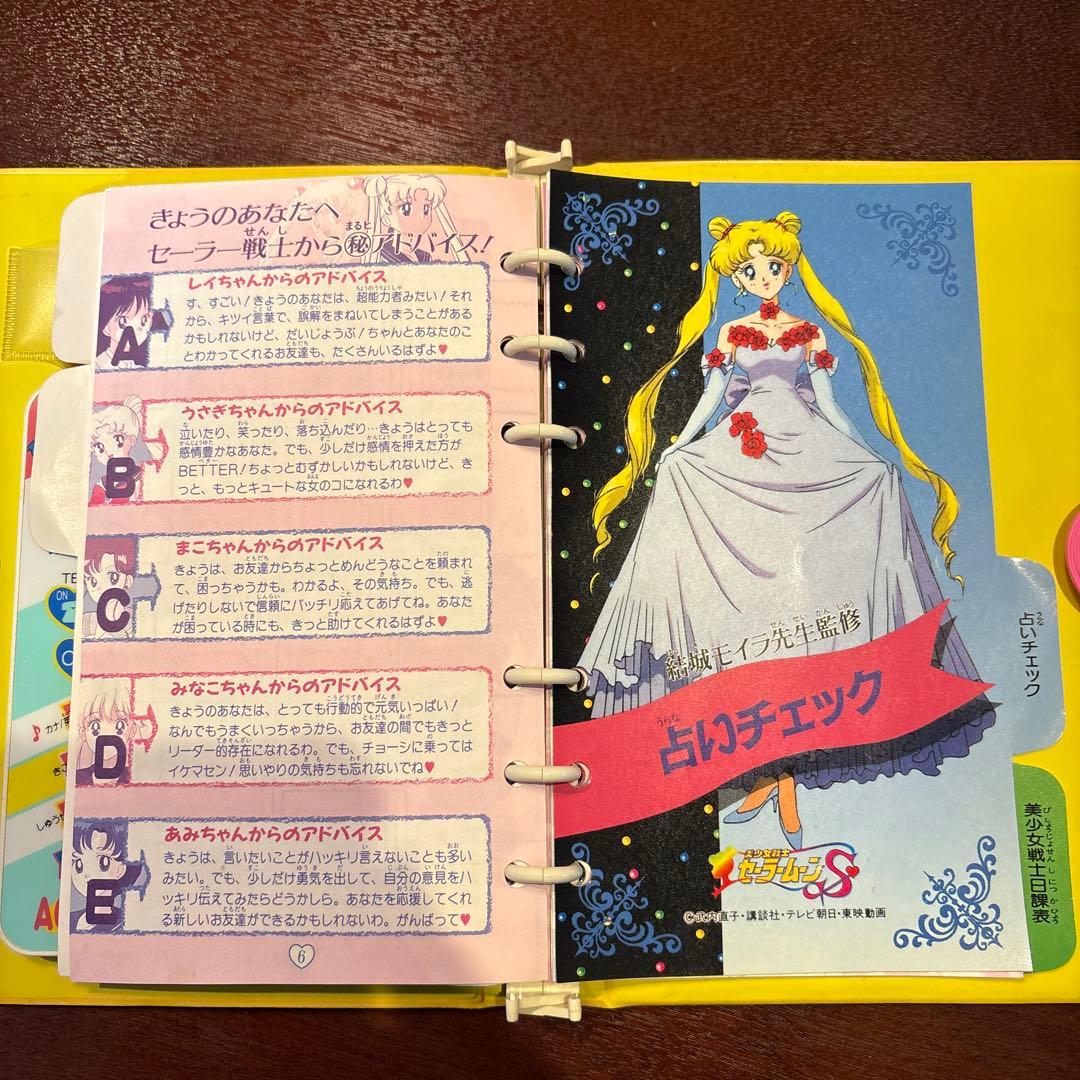 きょうのあなたへ
セーラー戦士から㊙アドバイス!
A
レイちゃんからのアドバイス
す、すごい!きょうのあなたは、超能力者みたい!それ
から、キツイ言葉で、誤解をまねいてしまうことがある
かもしれないけど、だいじょうぶ!ちゃんとあなたのこ
とわかってくれるお友達も、たくさんいるはずよ♥
B
うさぎちゃんからのアドバイス
泣いたり、笑ったり、落ち込んだり…きょうはとっても
感情豊かなあなた。でも、少しだけ感情を押えた方が
BETTER!ちょっとむずかしいかもしれないけど、き
っと、もっとキュートな女のコになれるわ♥
C
まこちゃんからのアドバイス
きょうは、お友達からちょっとめんどうなことを頼まれ
て、困っちゃうかも。わかるよ、その気持ち。でも、逃
げたりしないで信頼にバッチリ応えてあげてね。あなた
が困っている時にも、きっと助けてくれるはずよ♥
D
みなこちゃんからのアドバイス
きょうのあなたは、とっても行動的で元気いっぱい!
なんでもうまくいっちゃうから、お友達の間でもきっと
リーダー的存在になれるわ。でも、チョーシに乗っては
イケマセン!思いやりの気持ちも忘れないでね♥
E
あみちゃんからのアドバイス
きょうは、言いたいことがハッキリ言えないことも多い
みたい。でも、少しだけ勇気を出して、自分の意見をハ
ッキリ伝えてみたらどうかしら。あなたを応援してくれ
る新しいお友達ができるかもしれないわ。がんばって♥
6
結城モイラ先生監修
占いチェック
美少女戦士
セーラームーンS
©武内直子・講談社・テレビ朝日・東映動画
占いチェック
美少女戦士日課表
TE
ON